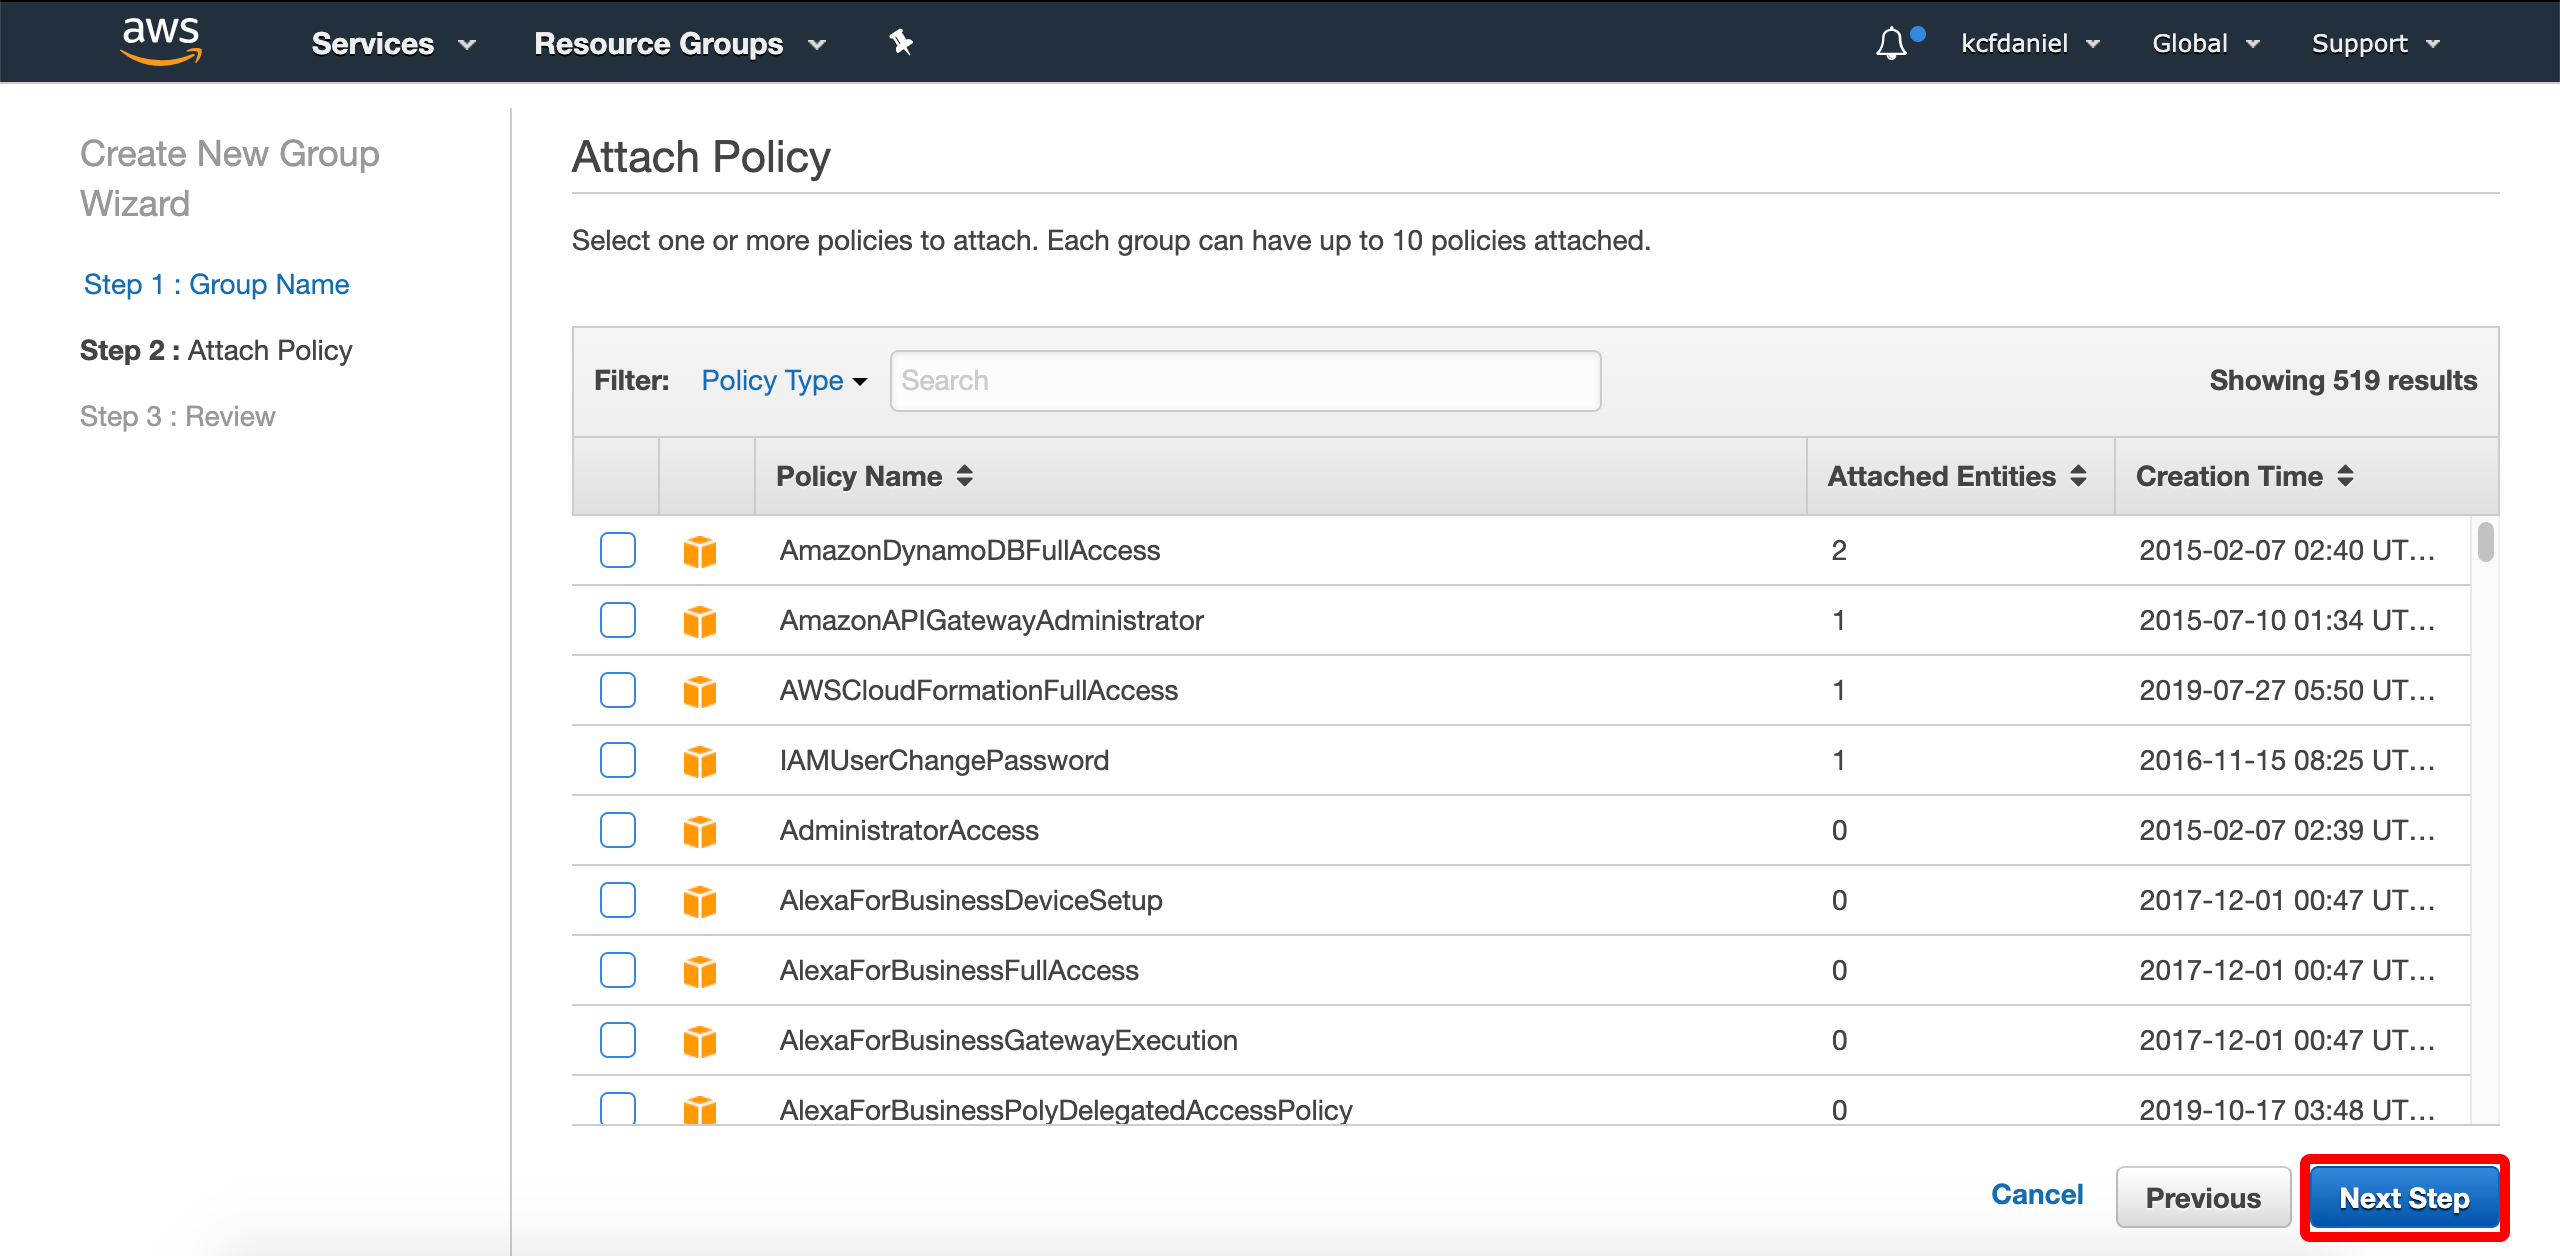 aws Services Resource Groups kcfdaniel Global Support
Create New Group
Wizard
Step 1 : Group Name
Step 2 : Attach Policy
Step 3 : Review
Attach Policy
Select one or more policies to attach. Each group can have up to 10 policies attached.
Filter: Policy Type Search Showing 519 results
Policy Name Attached Entities Creation Time
AmazonDynamoDBFullAccess 2 2015-02-07 02:40 UT...
AmazonAPIGatewayAdministrator 1 2015-07-10 01:34 UT...
AWSCloudFormationFullAccess 1 2019-07-27 05:50 UT...
IAMUserChangePassword 1 2016-11-15 08:25 UT...
AdministratorAccess 0 2015-02-07 02:39 UT...
AlexaForBusinessDeviceSetup 0 2017-12-01 00:47 UT...
AlexaForBusinessFullAccess 0 2017-12-01 00:47 UT...
AlexaForBusinessGatewayExecution 0 2017-12-01 00:47 UT...
AlexaForBusinessPolyDelegatedAccessPolicy 0 2019-10-17 03:48 UT...
Cancel Previous Next Step